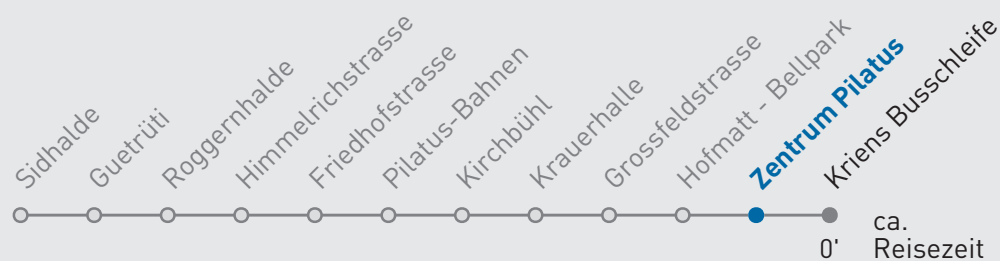 Sidhalde
Guetrüti
Roggernhalde
Himmelrichstrasse
Friedhofstrasse
Pilatus-Bahnen
Kirchbühl
Krauerhalle
Grossfeldstrasse
Hofmatt - Bellpark
Zentrum Pilatus
Kriens Busschleife
ca.
0' Reisezeit